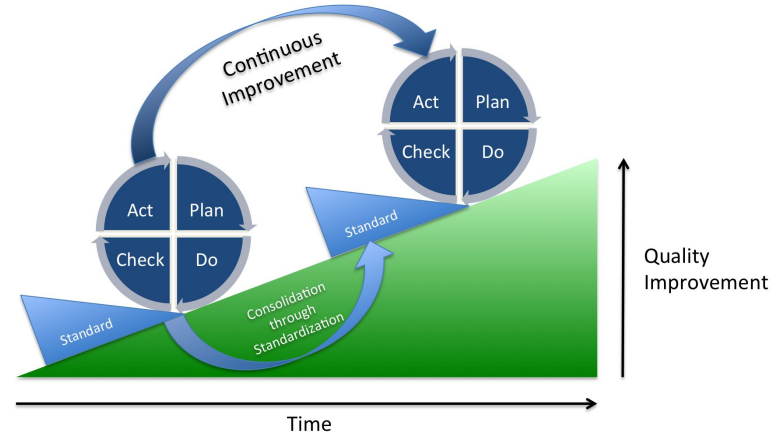 Continuous
Improvement
Act
Plan
Check
Do
Act
Plan
Check
Do
Standard
Standard
Consolidation
through
Standardization
Quality
Improvement
Time